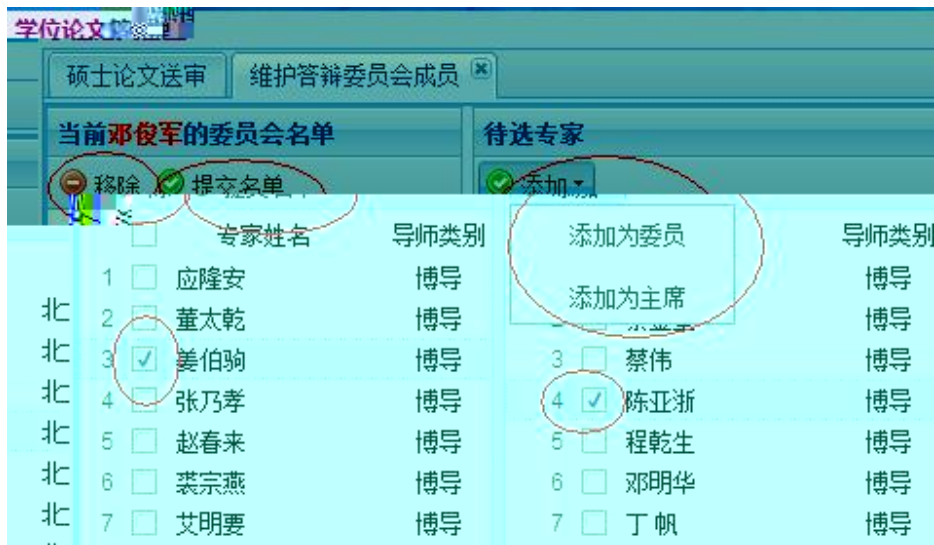 学位论文
硕士论文送审 维护答辩委员会成员
当前邓俊军的委员会名单 待选专家
移除 提交名单 添加
专家姓名 导师类别 添加为委员 导师类别
1 应隆安 博导 博导
添加为主席
北 2 董太乾 博导 博导
北 3 姜伯驹 博导 3 蔡伟 博导
北 4 张乃孝 博导 4 陈亚浙 博导
北 5 赵春来 博导 5 程乾生 博导
北 6 裘宗燕 博导 6 邓明华 博导
北 7 艾明要 博导 7 丁帆 博导